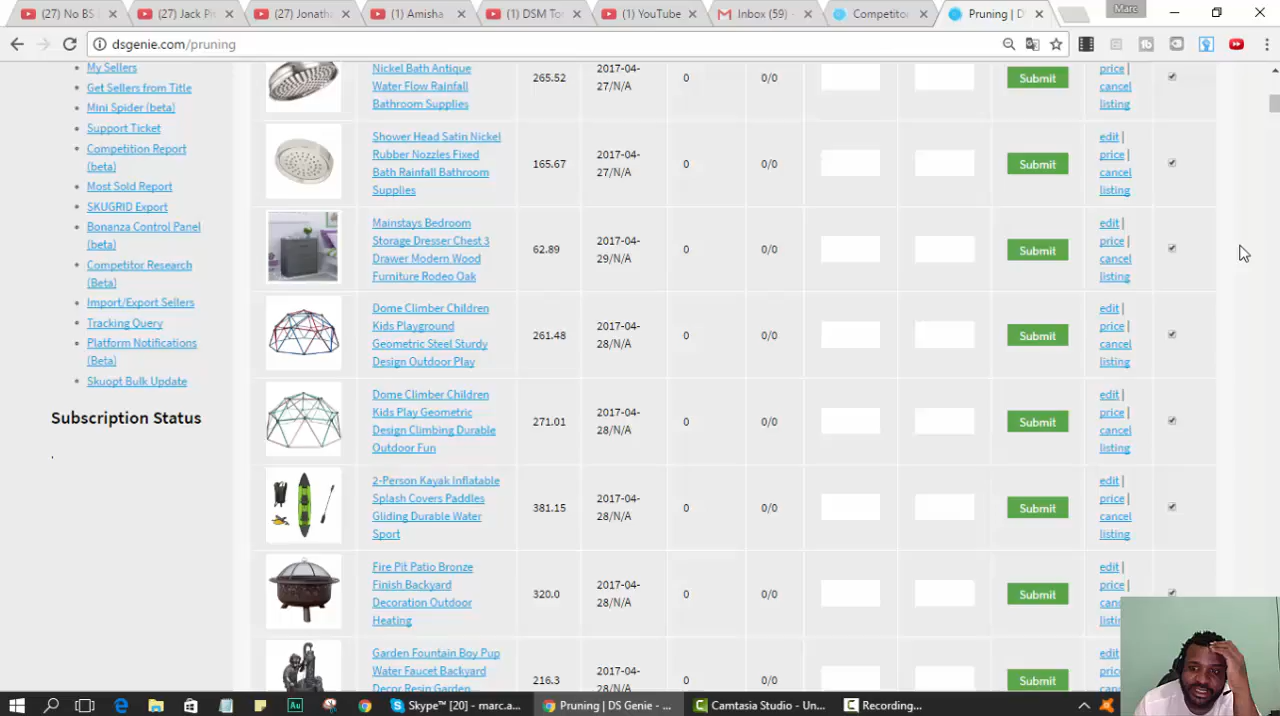 (27) No BS
(27) Jack P
(27) Jonath
(1) Amisha
(1) DSM To
(1) YouTube
Inbox (59)
Competitor
Pruning | D
Marc
dsgenie.com/pruning
My Sellers
Get Sellers from Title
Mini Spider (beta)
Support Ticket
Competition Report
(beta)
Most Sold Report
SKUGRID Export
Bonanza Control Panel
(beta)
Competitor Research
(Beta)
Import/Export Sellers
Tracking Query
Platform Notifications
(Beta)
Skuopt Bulk Update
Subscription Status
.
Nickel Bath Antique
Water Flow Rainfall
Bathroom Supplies
265.52
2017-04-
27/N/A
0
0/0
Submit
price |
cancel
listing
Shower Head Satin Nickel
Rubber Nozzles Fixed
Bath Rainfall Bathroom
Supplies
165.67
2017-04-
27/N/A
0
0/0
Submit
edit |
price |
cancel
listing
Mainstays Bedroom
Storage Dresser Chest 3
Drawer Modern Wood
Furniture Rodeo Oak
62.89
2017-04-
29/N/A
0
0/0
Submit
edit |
price |
cancel
listing
Dome Climber Children
Kids Playground
Geometric Steel Sturdy
Design Outdoor Play
261.48
2017-04-
28/N/A
0
0/0
Submit
edit |
price |
cancel
listing
Dome Climber Children
Kids Play Geometric
Design Climbing Durable
Outdoor Fun
271.01
2017-04-
28/N/A
0
0/0
Submit
edit |
price |
cancel
listing
2-Person Kayak Inflatable
Splash Covers Paddles
Gliding Durable Water
Sport
381.15
2017-04-
28/N/A
0
0/0
Submit
edit |
price |
cancel
listing
Fire Pit Patio Bronze
Finish Backyard
Decoration Outdoor
Heating
320.0
2017-04-
28/N/A
0
0/0
Submit
edit |
price |
Garden Fountain Boy Pup
Water Faucet Backyard
Decor Resin Garden...
216.3
2017-04-
28/N/A
0
0/0
Submit
edit |
Skype™ [20] - marc.a...
Pruning | DS Genie - ...
Camtasia Studio - Un...
Recording...